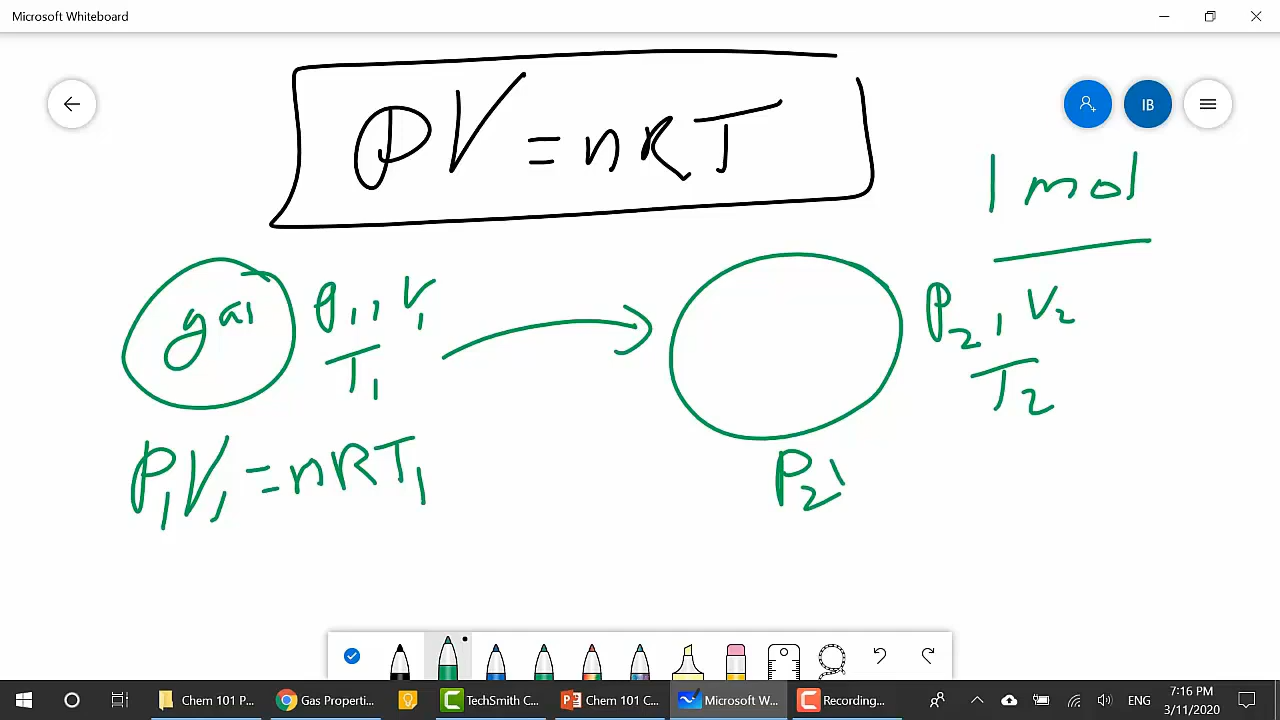 Microsoft Whiteboard
PV = nRT
IB
1 mol
gas
P1, V1
T1
P2, V2
T2
P1V1 = nRT1
P2
Chem 101 P...
Gas Properti...
TechSmith C...
Chem 101 C...
Microsoft W...
Recording...
ENG
7:16 PM
3/11/2020